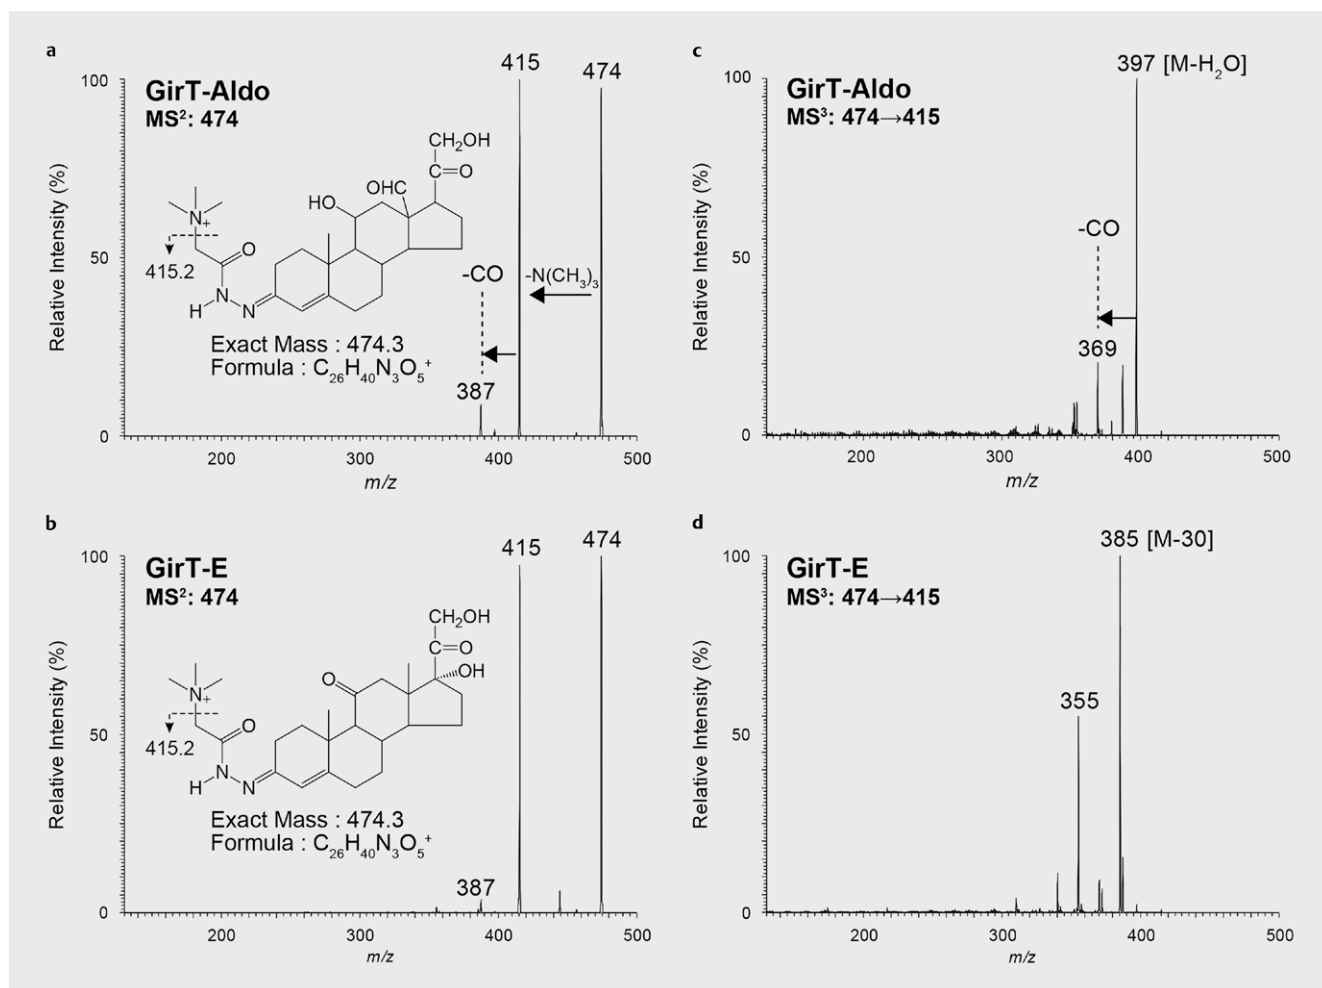 a
GirT-Aldo
MS²: 474
415
474
100
50
0
Relative Intensity (%)
CH₂OH
C=O
OHC
HO
N+
O
415.2
H
N
N
-CO
-N(CH₃)₃
Exact Mass : 474.3
Formula : C₂₆H₄₀N₃O₅⁺
387
200
300
400
500
m/z
c
GirT-Aldo
MS³: 474→415
397 [M-H₂O]
100
50
0
Relative Intensity (%)
-CO
369
200
300
400
500
m/z
b
GirT-E
MS²: 474
415
474
100
50
0
Relative Intensity (%)
CH₂OH
C=O
OH
O
N+
O
415.2
H
N
N
Exact Mass : 474.3
Formula : C₂₆H₄₀N₃O₅⁺
387
200
300
400
500
m/z
d
GirT-E
MS³: 474→415
385 [M-30]
100
50
0
Relative Intensity (%)
355
200
300
400
500
m/z